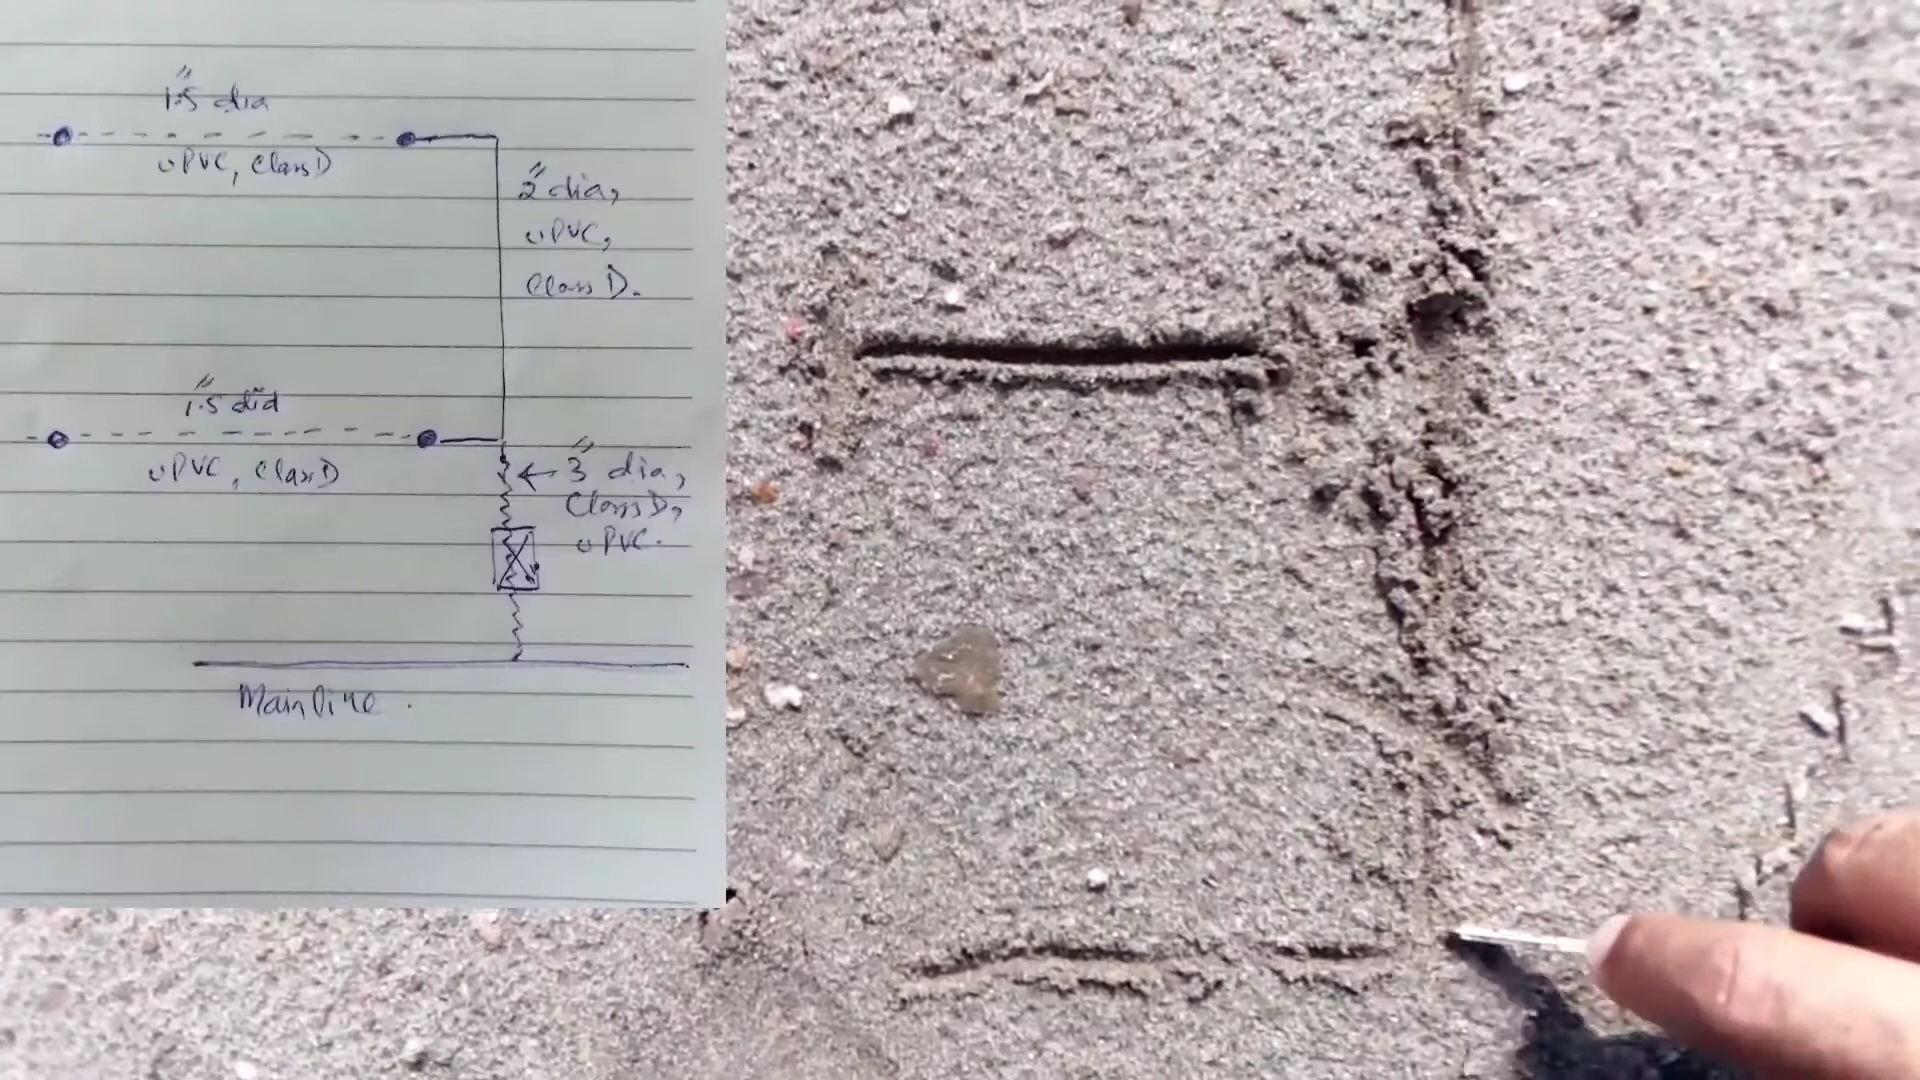 1.5" dia
uPVC, Class D
2" dia,
uPVC,
Class D.
1.5" dia
uPVC, Class D
3" dia,
Class D,
uPVC.
Mainline.